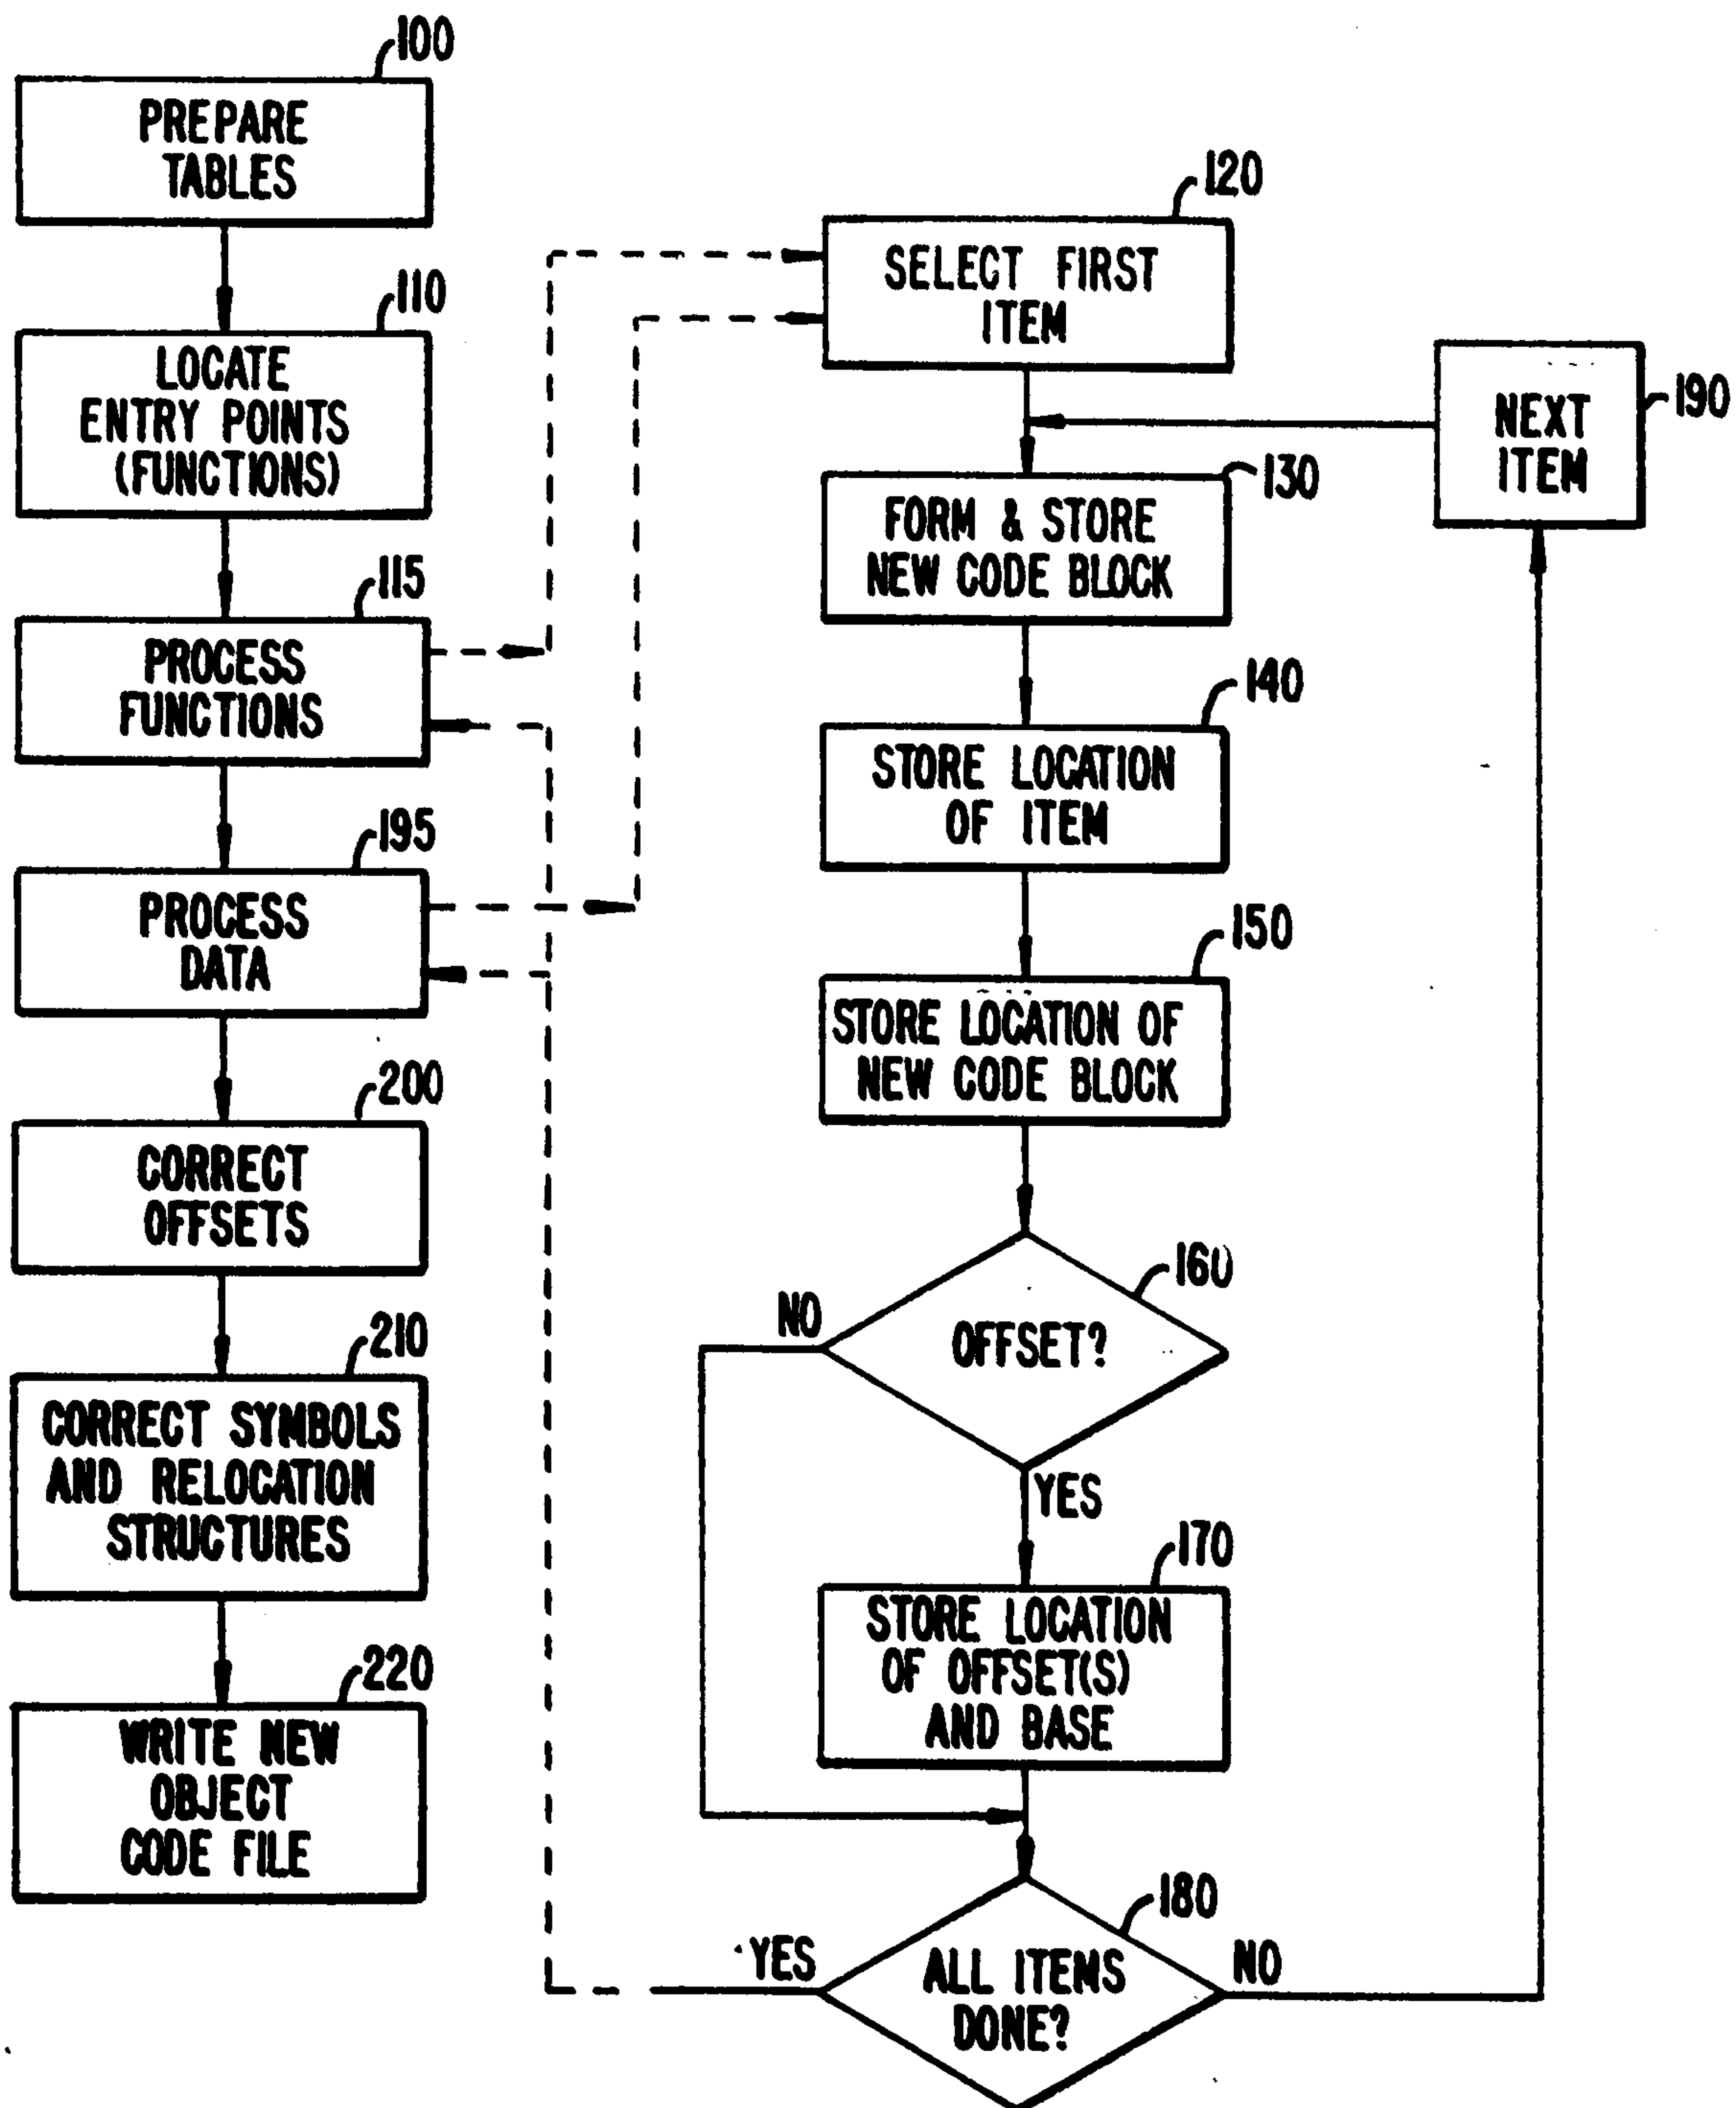 100
PREPARE
TABLES
110
LOCATE
ENTRY POINTS
(FUNCTIONS)
115
PROCESS
FUNCTIONS
195
PROCESS
DATA
200
CORRECT
OFFSETS
210
CORRECT SYMBOLS
AND RELOCATION
STRUCTURES
220
WRITE NEW
OBJECT
CODE FILE
120
SELECT FIRST
ITEM
130
FORM & STORE
NEW CODE BLOCK
140
STORE LOCATION
OF ITEM
150
STORE LOCATION OF
NEW CODE BLOCK
160
OFFSET?
NO
YES
170
STORE LOCATION
OF OFFSET(S)
AND BASE
180
ALL ITEMS
DONE?
YES
NO
190
NEXT
ITEM